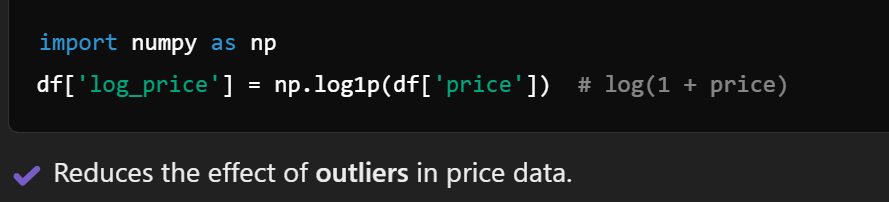 import numpy as np
df['log_price'] = np.log1p(df['price'])  # log(1 + price)
Reduces the effect of outliers in price data.